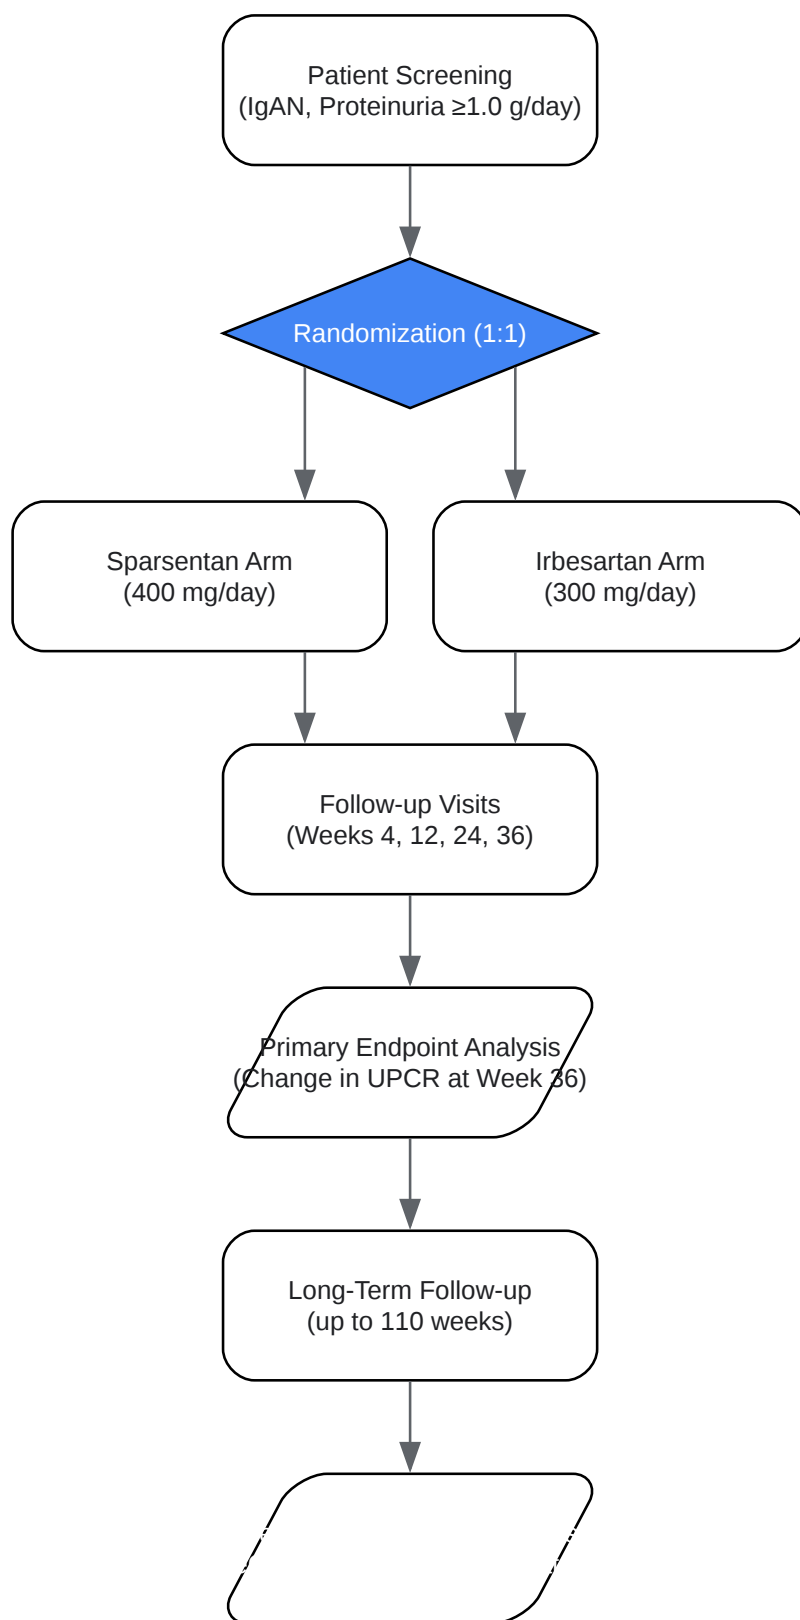 Patient Screening
(IgAN, Proteinuria ≥1.0 g/day)
Randomization (1:1)
Sparsentan Arm
(400 mg/day)
Irbesartan Arm
(300 mg/day)
Follow-up Visits
(Weeks 4, 12, 24, 36)
Primary Endpoint Analysis
(Change in UPCR at Week 36)
Long-Term Follow-up
(up to 110 weeks)